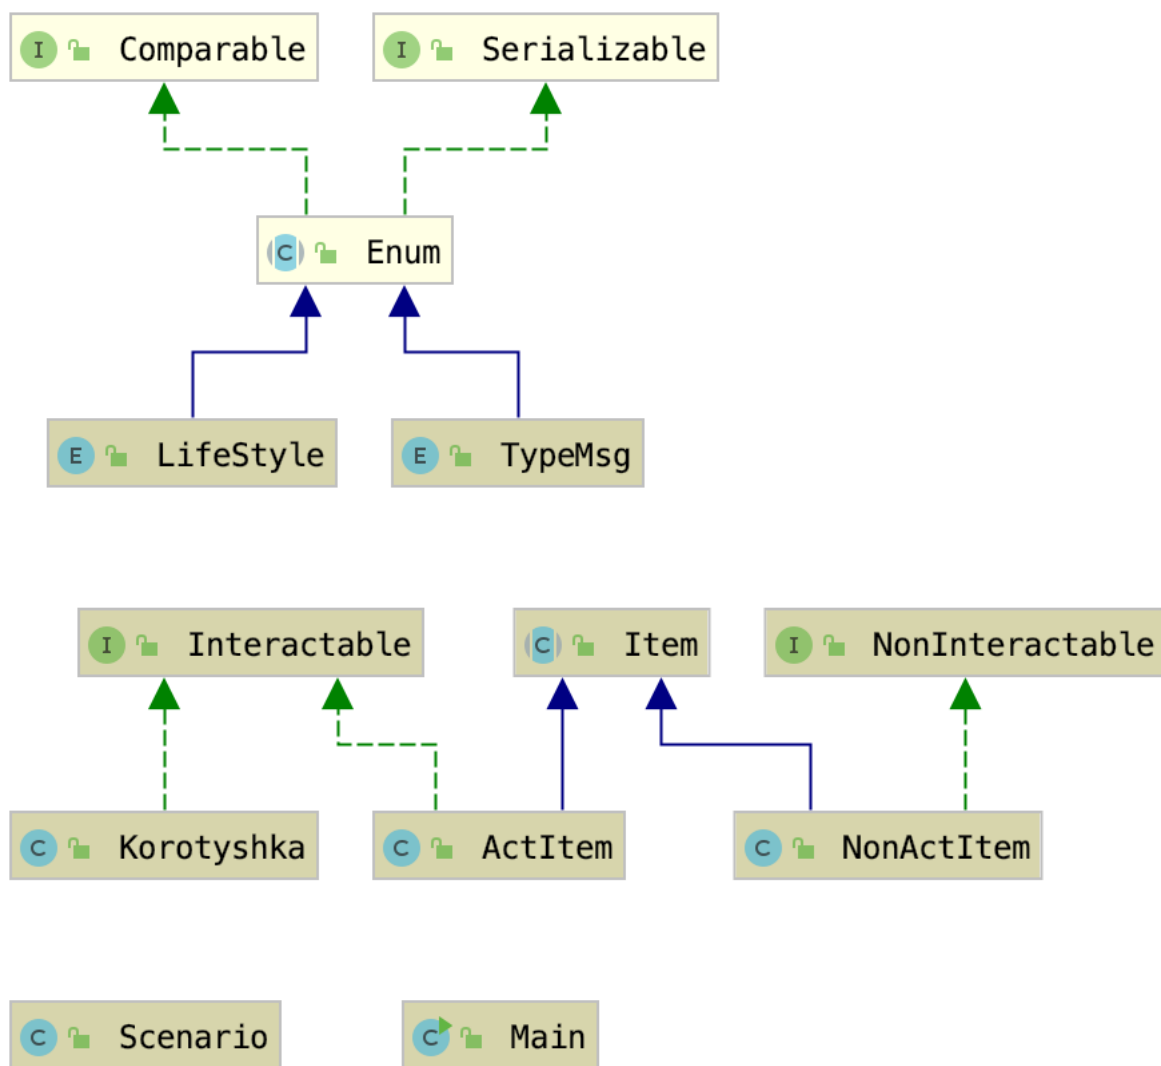 I Comparable
I Serializable
C Enum
E LifeStyle
E TypeMsg
I Interactable
C Item
I NonInteractable
C Korotyshka
C ActItem
C NonActItem
C Scenario
C Main